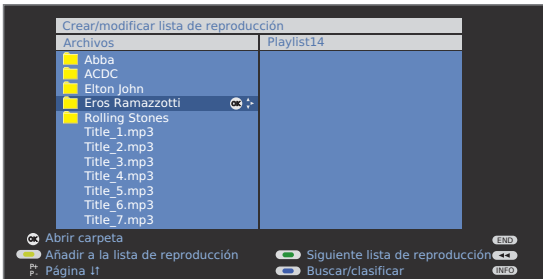 Crear/modificar lista de reproducción
Archivos Playlist14
Abba
ACDC
Elton John
Eros Ramazzotti OK
Rolling Stones
Title_1.mp3
Title_2.mp3
Title_3.mp3
Title_4.mp3
Title_5.mp3
Title_6.mp3
Title_7.mp3
OK Abrir carpeta END
Añadir a la lista de reproducción Siguiente lista de reproducción
P+ P- Página ↓↑ Buscar/clasificar INFO